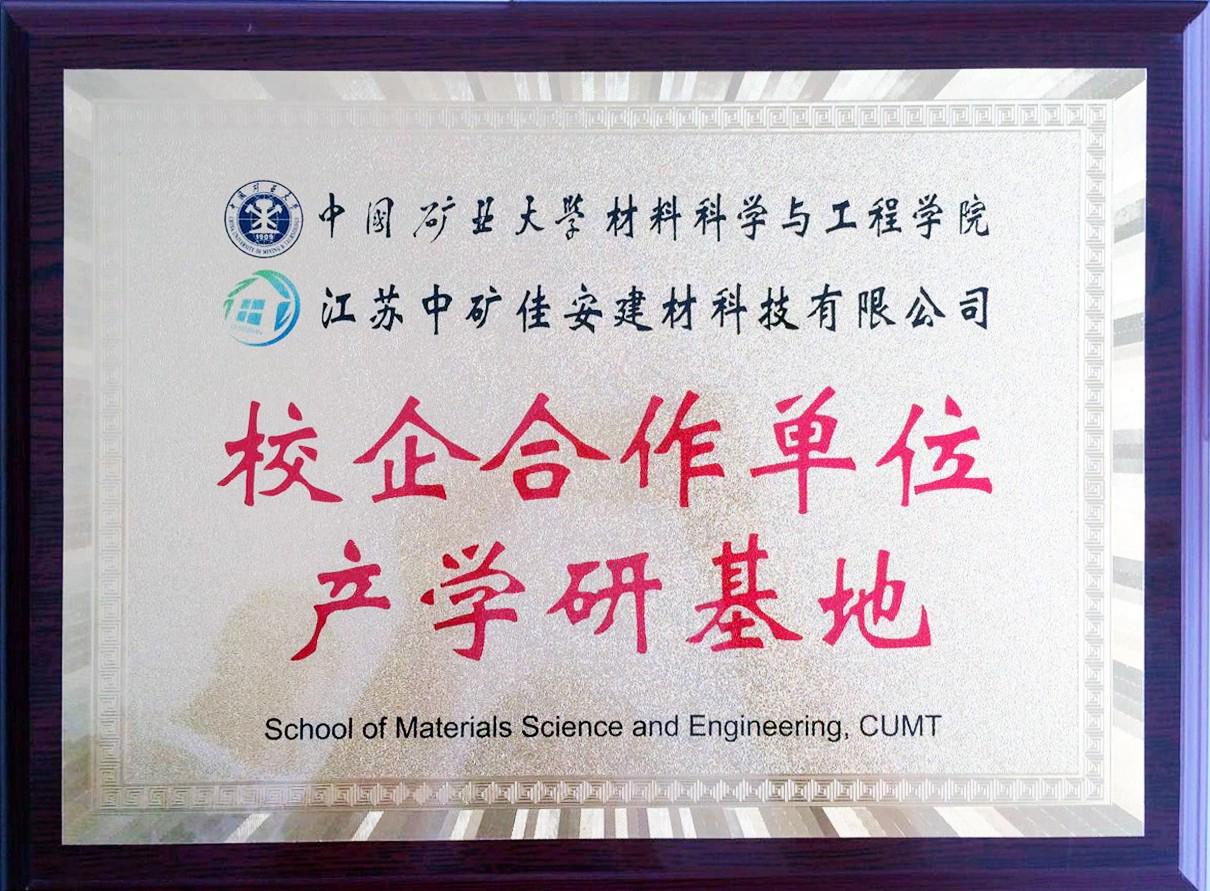 中国矿业大學材料科学与工程学院
江苏中矿佳安建材科技有限公司
校企合作单位
产学研基地
School of Materials Science and Engineering, CUMT
1909